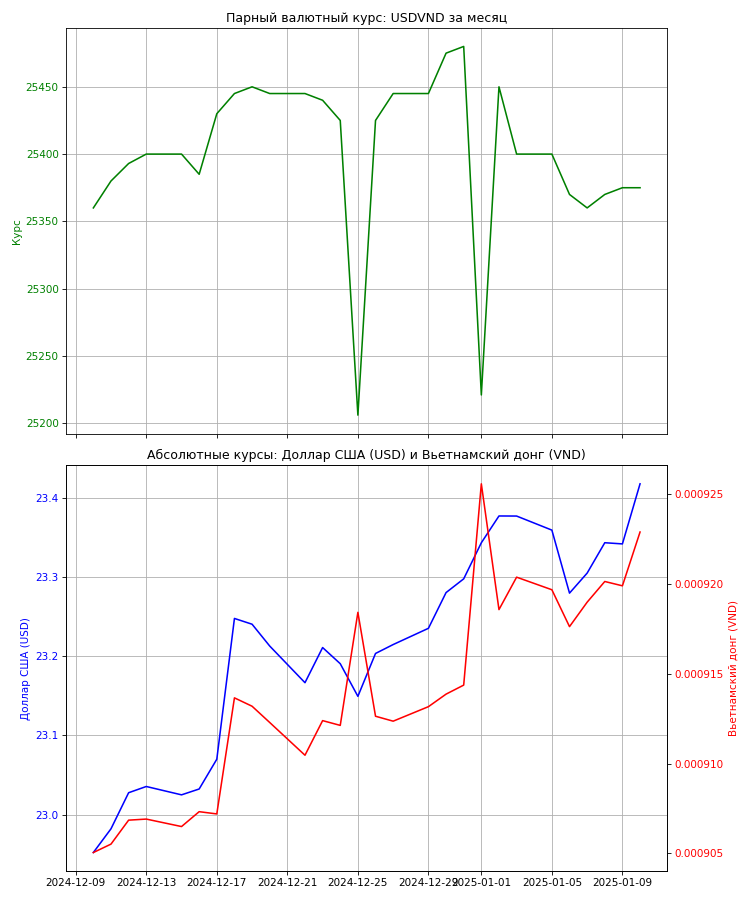 Парный валютный курс: USDVND за месяц
Курс
25450
25400
25350
25300
25250
25200
Абсолютные курсы: Доллар США (USD) и Вьетнамский донг (VND)
Доллар США (USD)
23.4
23.3
23.2
23.1
23.0
0.000925
0.000920
0.000915
0.000910
0.000905
Вьетнамский донг (VND)
2024-12-09 2024-12-13 2024-12-17 2024-12-21 2024-12-25 2024-12-29 2025-01-01 2025-01-05 2025-01-09